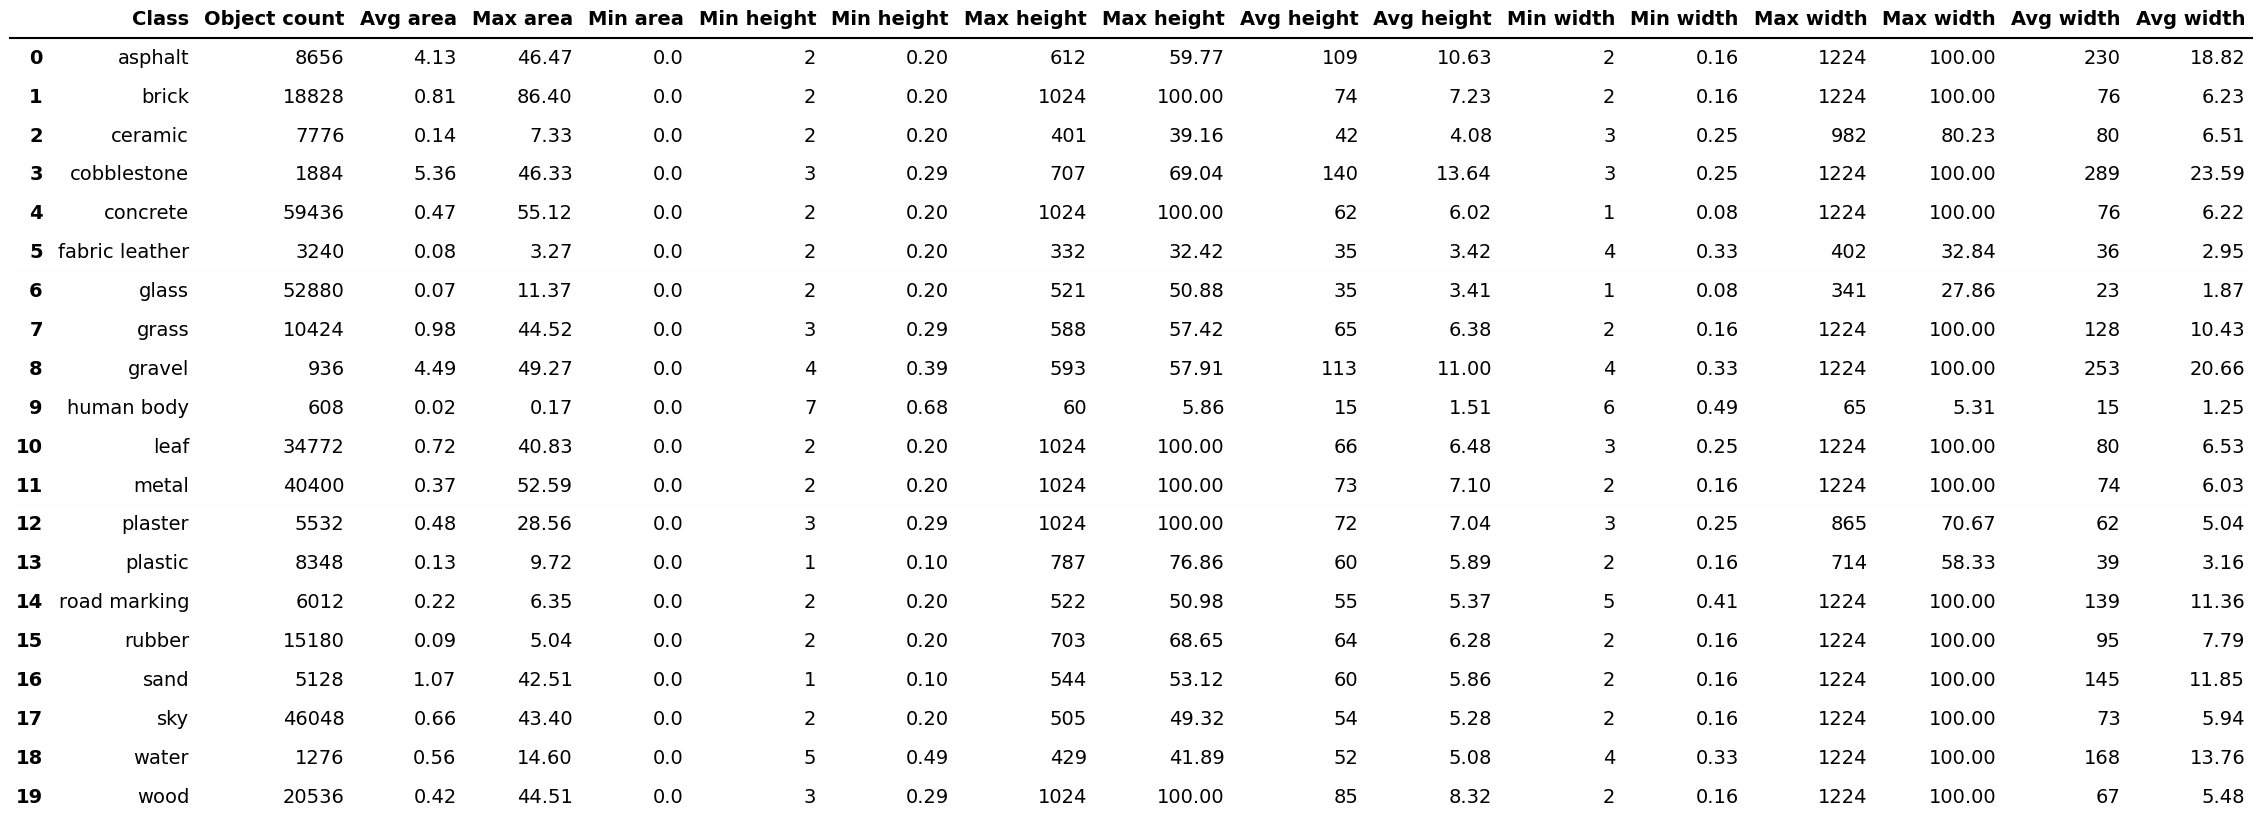 Class Object count Avg area Max area Min area Min height Min height Max height Max height Avg height Avg height Min width Min width Max width Max width Avg width Avg width
0 asphalt 8656 4.13 46.47 0.0 2 0.20 612 59.77 109 10.63 2 0.16 1224 100.00 230 18.82
1 brick 18828 0.81 86.40 0.0 2 0.20 1024 100.00 74 7.23 2 0.16 1224 100.00 76 6.23
2 ceramic 7776 0.14 7.33 0.0 2 0.20 401 39.16 42 4.08 3 0.25 982 80.23 80 6.51
3 cobblestone 1884 5.36 46.33 0.0 3 0.29 707 69.04 140 13.64 3 0.25 1224 100.00 289 23.59
4 concrete 59436 0.47 55.12 0.0 2 0.20 1024 100.00 62 6.02 1 0.08 1224 100.00 76 6.22
5 fabric leather 3240 0.08 3.27 0.0 2 0.20 332 32.42 35 3.42 4 0.33 402 32.84 36 2.95
6 glass 52880 0.07 11.37 0.0 2 0.20 521 50.88 35 3.41 1 0.08 341 27.86 23 1.87
7 grass 10424 0.98 44.52 0.0 3 0.29 588 57.42 65 6.38 2 0.16 1224 100.00 128 10.43
8 gravel 936 4.49 49.27 0.0 4 0.39 593 57.91 113 11.00 4 0.33 1224 100.00 253 20.66
9 human body 608 0.02 0.17 0.0 7 0.68 60 5.86 15 1.51 6 0.49 65 5.31 15 1.25
10 leaf 34772 0.72 40.83 0.0 2 0.20 1024 100.00 66 6.48 3 0.25 1224 100.00 80 6.53
11 metal 40400 0.37 52.59 0.0 2 0.20 1024 100.00 73 7.10 2 0.16 1224 100.00 74 6.03
12 plaster 5532 0.48 28.56 0.0 3 0.29 1024 100.00 72 7.04 3 0.25 865 70.67 62 5.04
13 plastic 8348 0.13 9.72 0.0 1 0.10 787 76.86 60 5.89 2 0.16 714 58.33 39 3.16
14 road marking 6012 0.22 6.35 0.0 2 0.20 522 50.98 55 5.37 5 0.41 1224 100.00 139 11.36
15 rubber 15180 0.09 5.04 0.0 2 0.20 703 68.65 64 6.28 2 0.16 1224 100.00 95 7.79
16 sand 5128 1.07 42.51 0.0 1 0.10 544 53.12 60 5.86 2 0.16 1224 100.00 145 11.85
17 sky 46048 0.66 43.40 0.0 2 0.20 505 49.32 54 5.28 2 0.16 1224 100.00 73 5.94
18 water 1276 0.56 14.60 0.0 5 0.49 429 41.89 52 5.08 4 0.33 1224 100.00 168 13.76
19 wood 20536 0.42 44.51 0.0 3 0.29 1024 100.00 85 8.32 2 0.16 1224 100.00 67 5.48